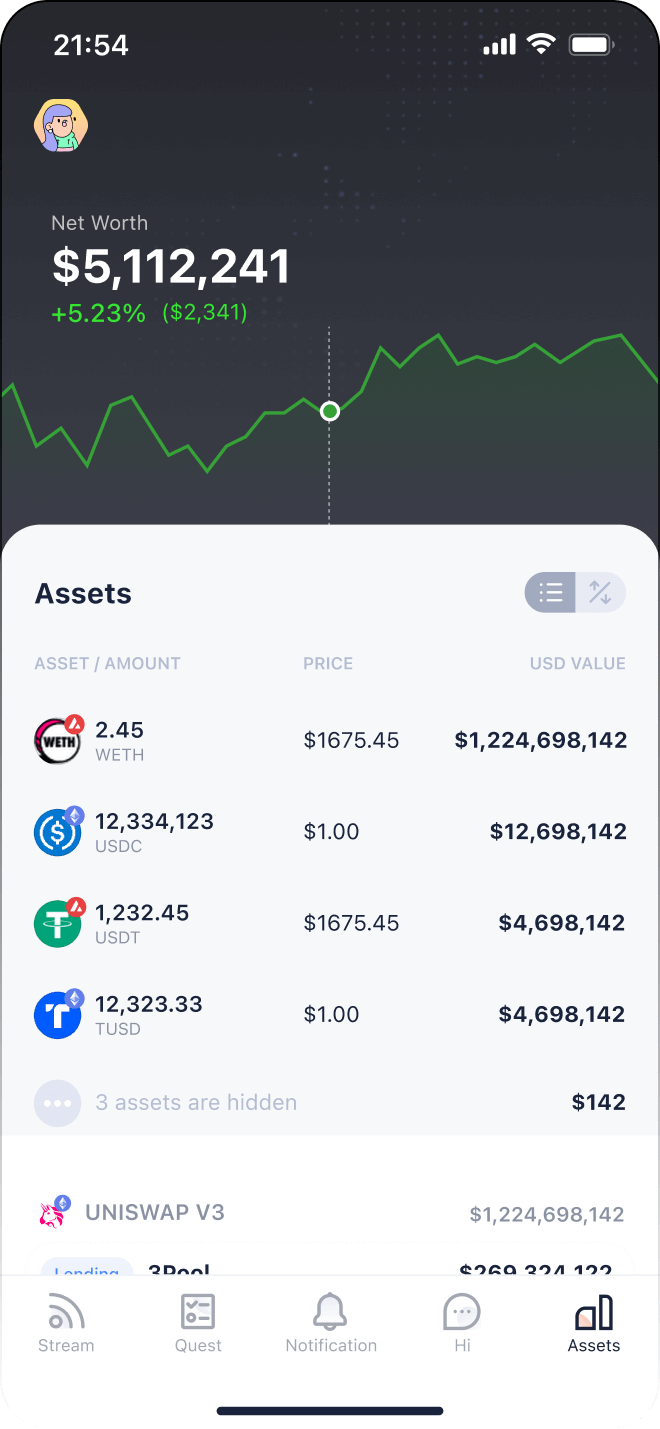 21:54
Net Worth
$5,112,241
+5.23% ($2,341)
Assets
ASSET / AMOUNT PRICE USD VALUE
WETH 2.45 $1675.45 $1,224,698,142
WETH
12,334,123 $1.00 $12,698,142
USDC
1,232.45 $1675.45 $4,698,142
USDT
12,323.33 $1.00 $4,698,142
TUSD
3 assets are hidden $142
UNISWAP V3 $1,224,698,142
Lending 3Pool $269,324,122
Stream Quest Notification Hi Assets